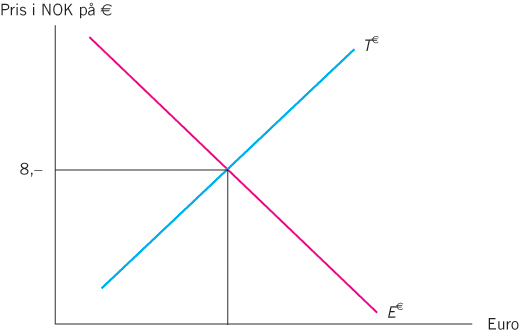 Pris i NOK på €
T€
8,–
E€
Euro